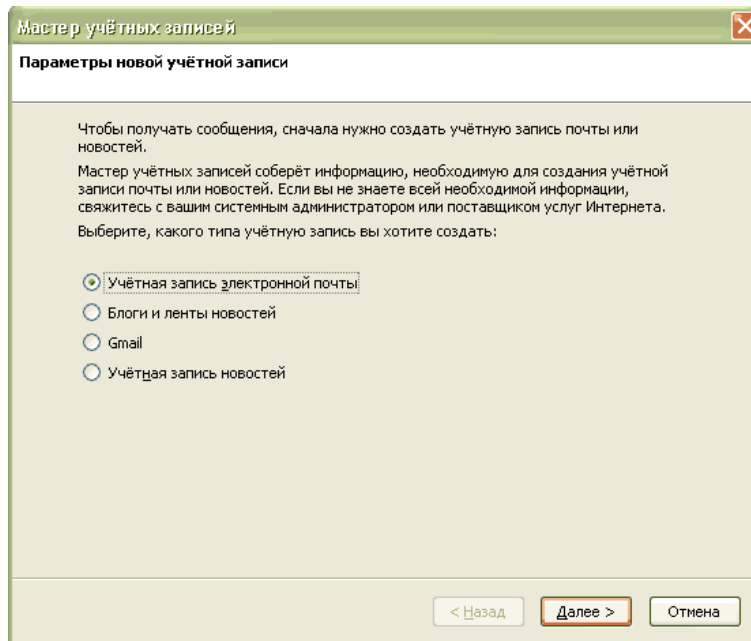 Мастер учётных записей
Параметры новой учётной записи
Чтобы получать сообщения, сначала нужно создать учётную запись почты или
новостей.
Мастер учётных записей соберёт информацию, необходимую для создания учётной
записи почты или новостей. Если вы не знаете всей необходимой информации,
свяжитесь с вашим системным администратором или поставщиком услуг Интернета.
Выберите, какого типа учётную запись вы хотите создать:
Учётная запись электронной почты
Блоги и ленты новостей
Gmail
Учётная запись новостей
< Назад Далее > Отмена